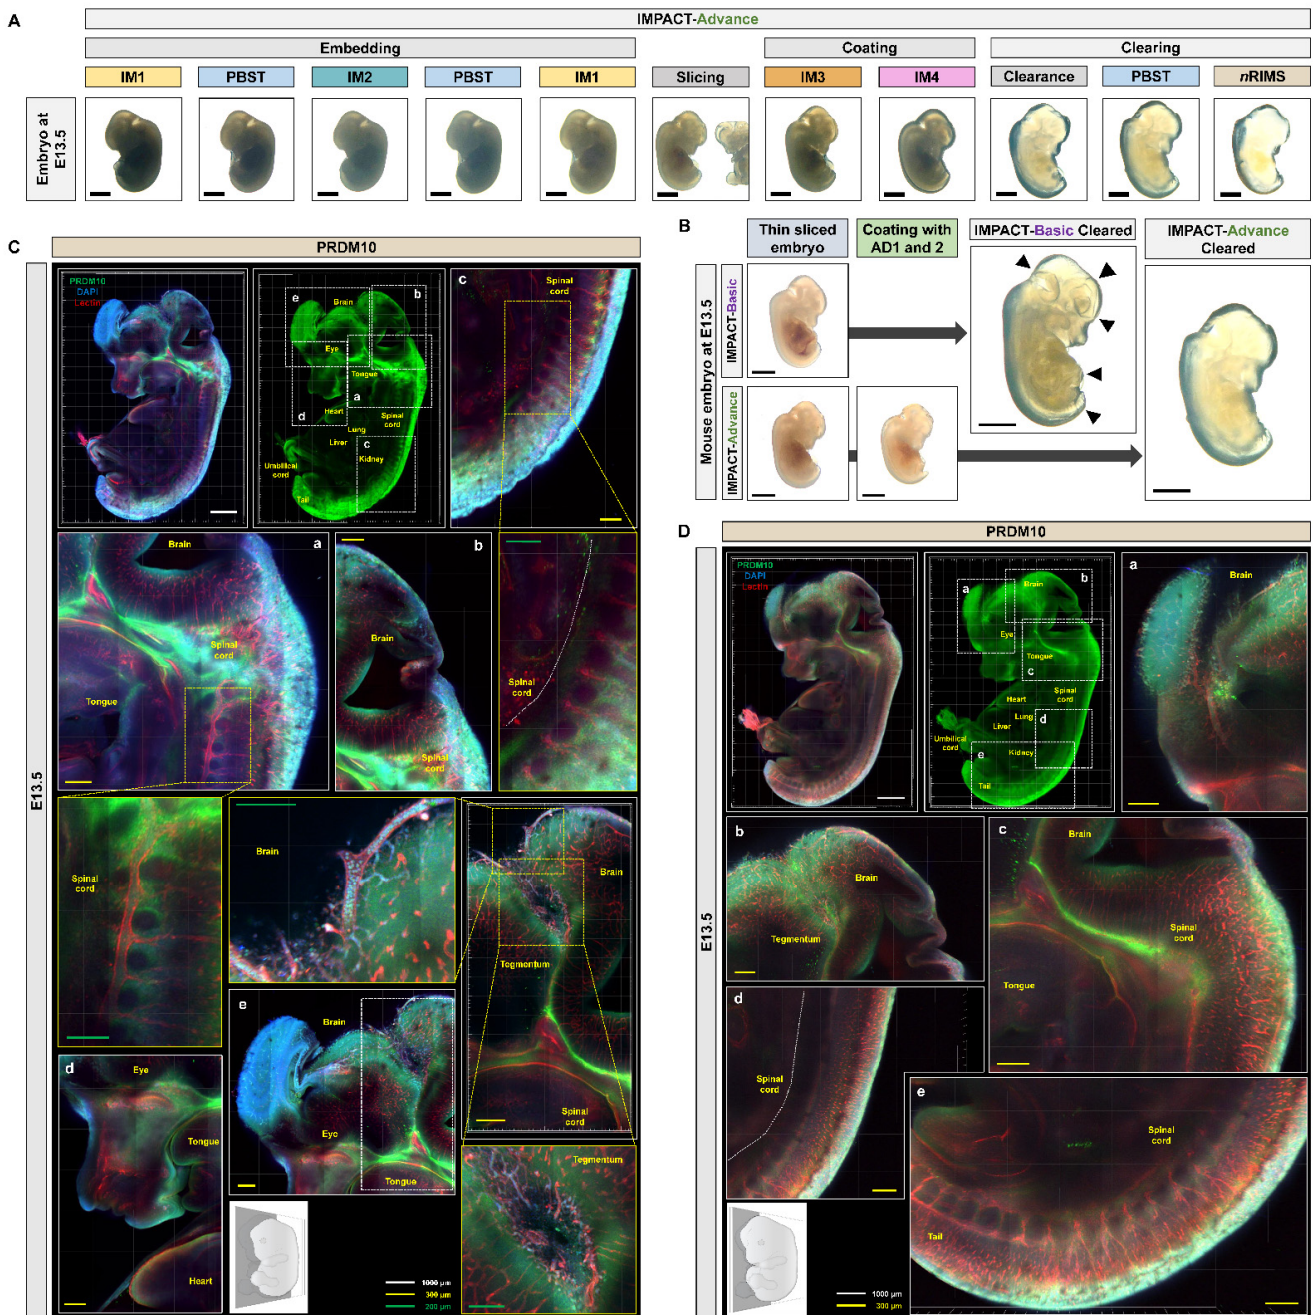 A
IMPACT-Advance
Embedding
Coating
Clearing
IM1
PBST
IM2
PBST
IM1
Slicing
IM3
IM4
Clearance
PBST
nRIMS
Embryo at
E13.5
B
Thin sliced
embryo
Coating with
AD1 and 2
IMPACT-Basic Cleared
IMPACT-Advance
Cleared
Mouse embryo at E13.5
IMPACT-Basic
IMPACT-Advance
C
PRDM10
E13.5
PRDM10
DAPI
Lectin
e
Brain
b
Eye
Tongue
a
d
Heart
Spinal
cord
Lung
Liver
c
Kidney
Umbilical
cord
Tail
c
Spinal
cord
a
Brain
Spinal
cord
Tongue
b
Brain
Spinal
cord
Spinal
cord
Spinal
cord
Brain
Brain
Tegmentum
Spinal
cord
d
Eye
Tongue
Heart
e
Brain
Eye
Tongue
Tegmentum
1000 µm
300 µm
200 µm
D
PRDM10
E13.5
PRDM10
DAPI
Lectin
b
Brain
a
Eye
Tongue
c
Heart
Spinal
cord
Lung
d
Liver
Umbilical
cord
Kidney
e
Tail
a
Brain
b
Brain
Tegmentum
c
Brain
Spinal
cord
Tongue
d
Spinal
cord
e
Spinal
cord
Tail
1000 µm
300 µm